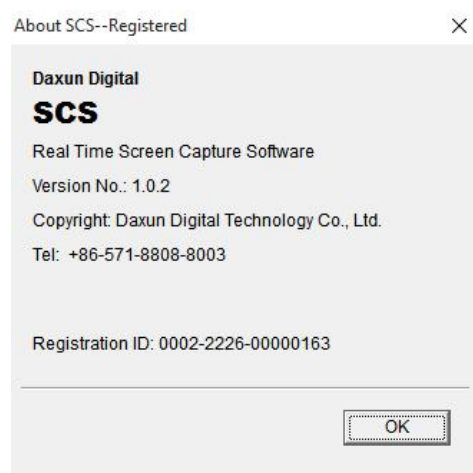 About SCS--Registered
Daxun Digital
SCS
Real Time Screen Capture Software
Version No.: 1.0.2
Copyright: Daxun Digital Technology Co., Ltd.
Tel:  +86-571-8808-8003
Registration ID: 0002-2226-00000163
OK